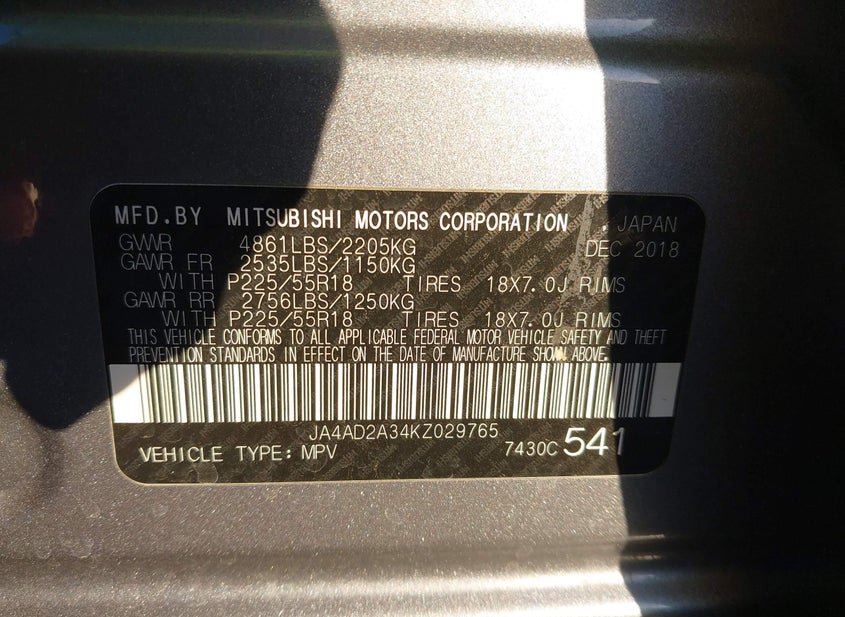 MFD.BY MITSUBISHI MOTORS CORPORATION , JAPAN
GVWR 4861LBS/2205KG DEC 2018
GAWR FR 2535LBS/1150KG
WITH P225/55R18 TIRES 18X7.0J RIMS
GAWR RR 2756LBS/1250KG
WITH P225/55R18 TIRES 18X7.0J RIMS
THIS VEHICLE CONFORMS TO ALL APPLICABLE FEDERAL MOTOR VEHICLE SAFETY AND THEFT
PREVENTION STANDARDS IN EFFECT ON THE DATE OF MANUFACTURE SHOWN ABOVE.
JA4AD2A34KZ029765
VEHICLE TYPE:MPV 7430C 541